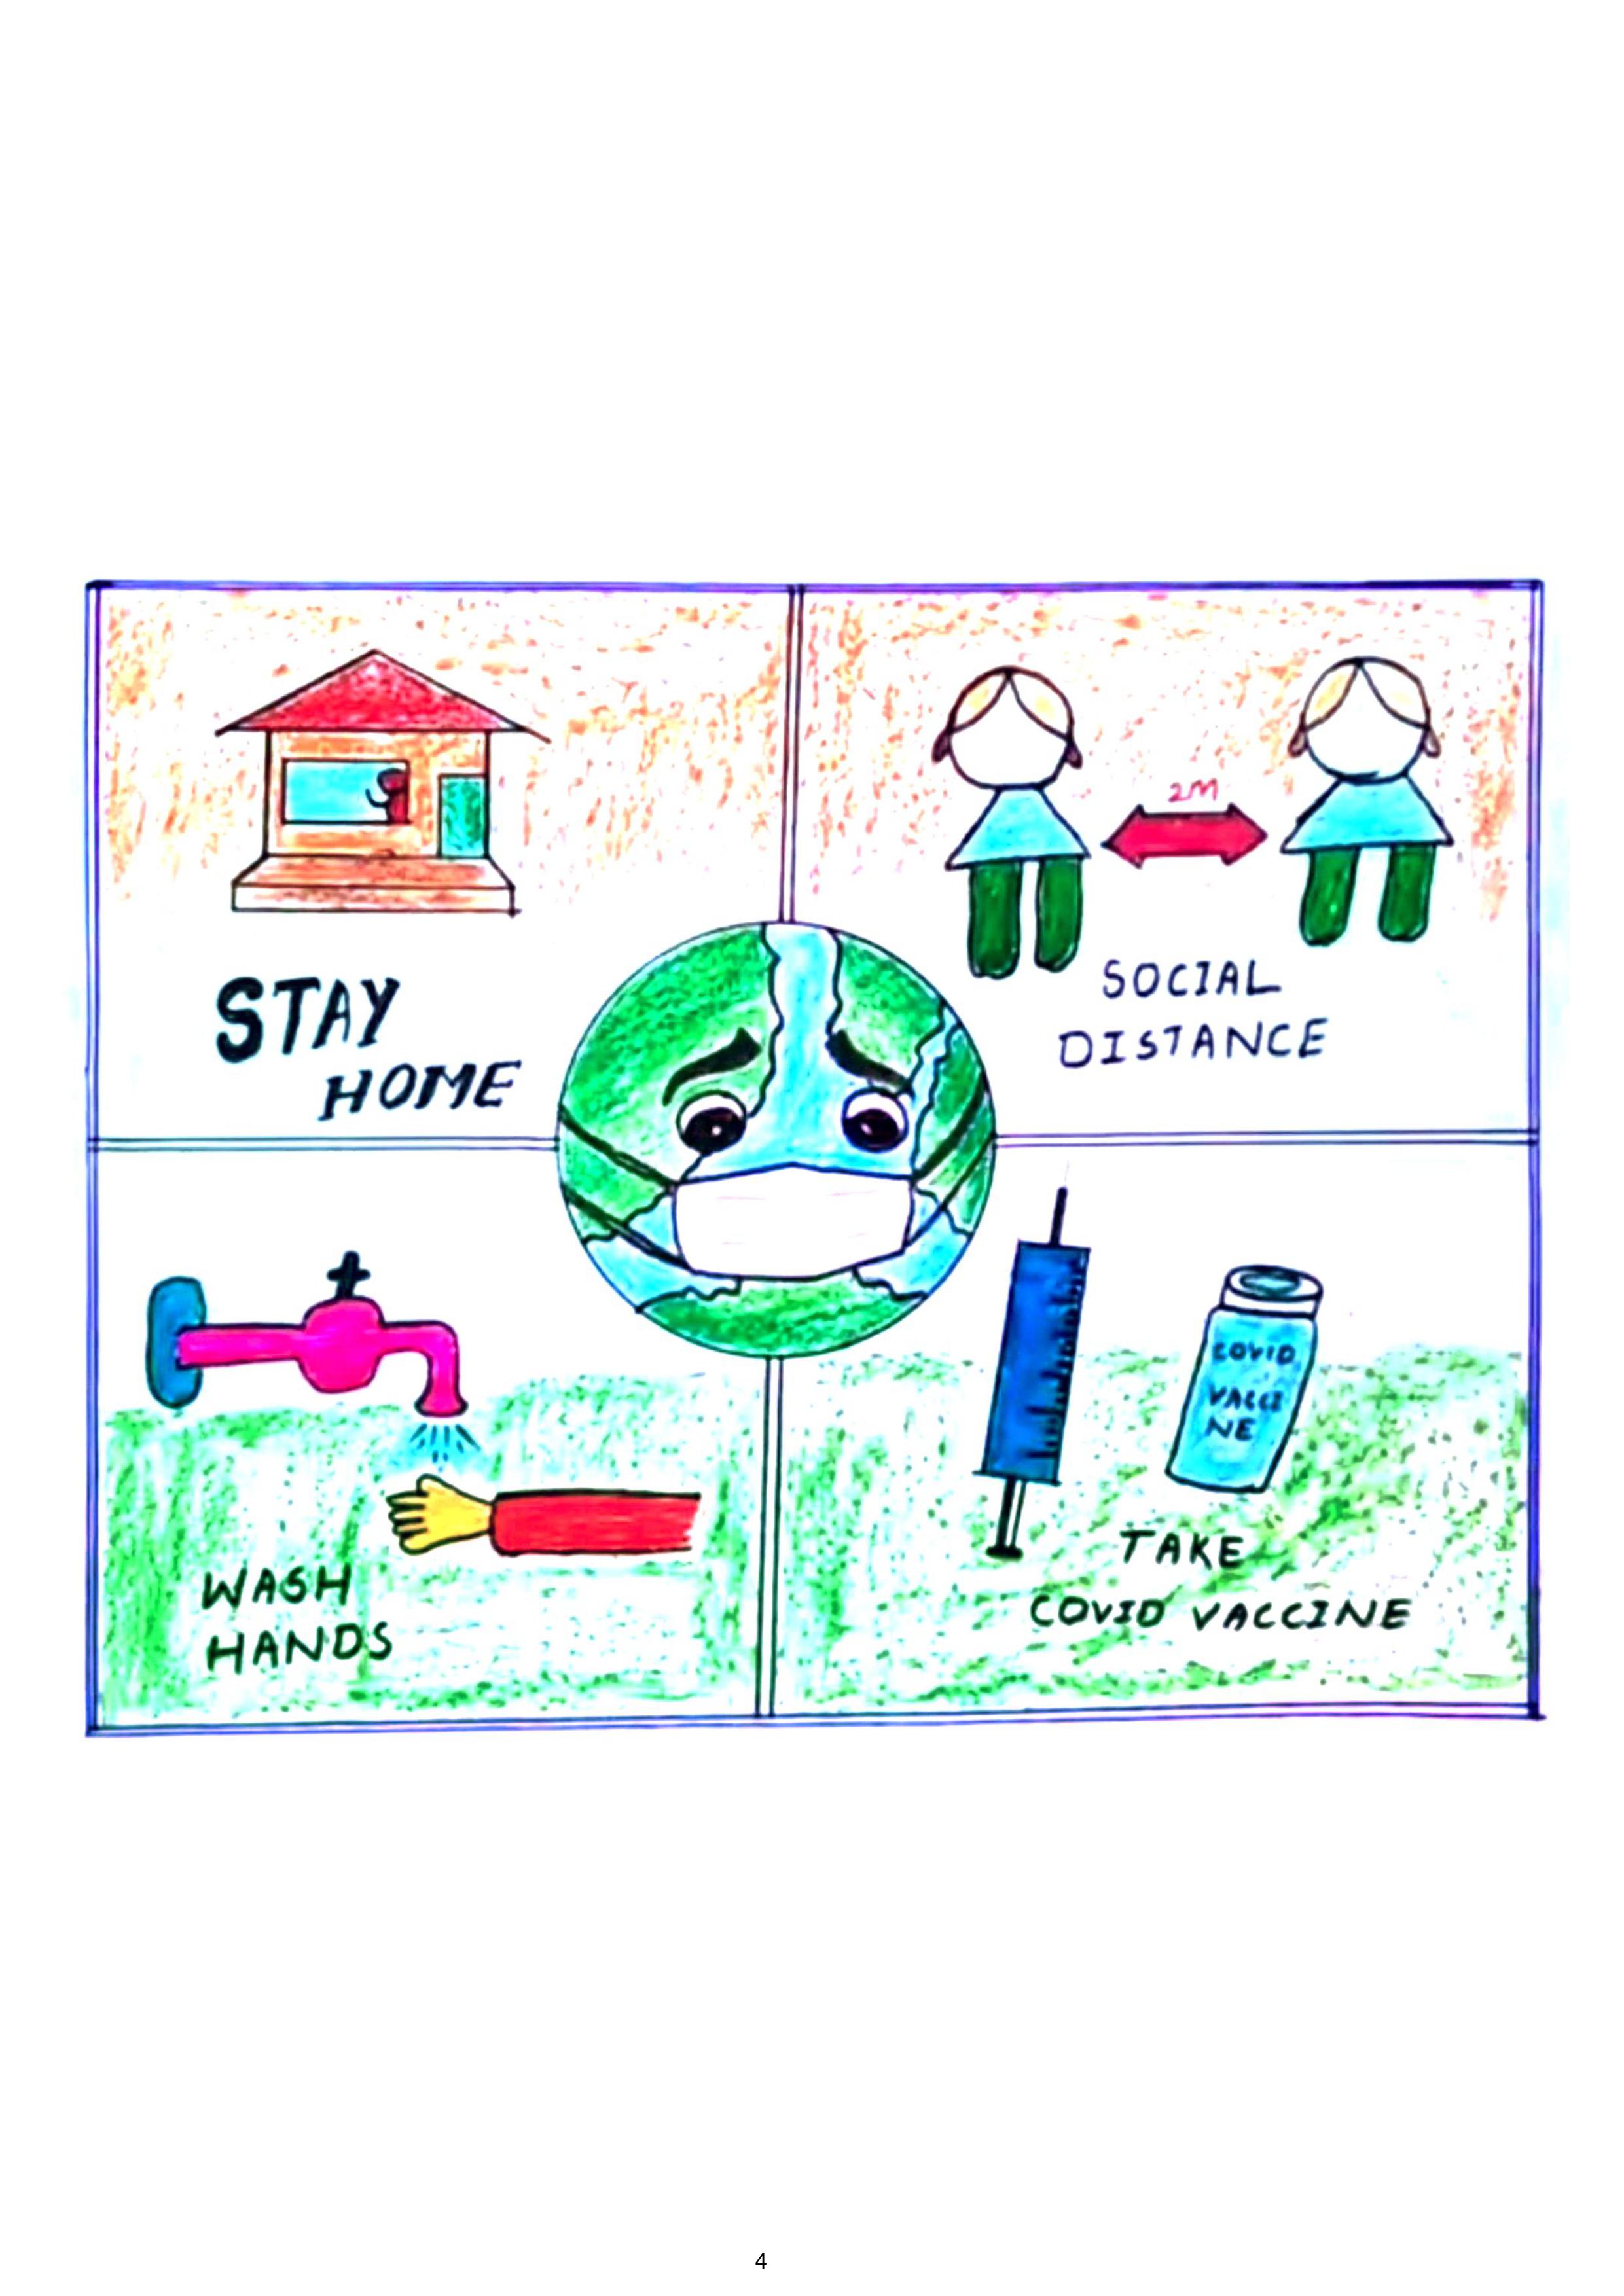 STAY
HOME
2M
SOCIAL
DISTANCE
WASH
HANDS
COVID
VACCI
NE
TAKE
COVID VACCINE
4